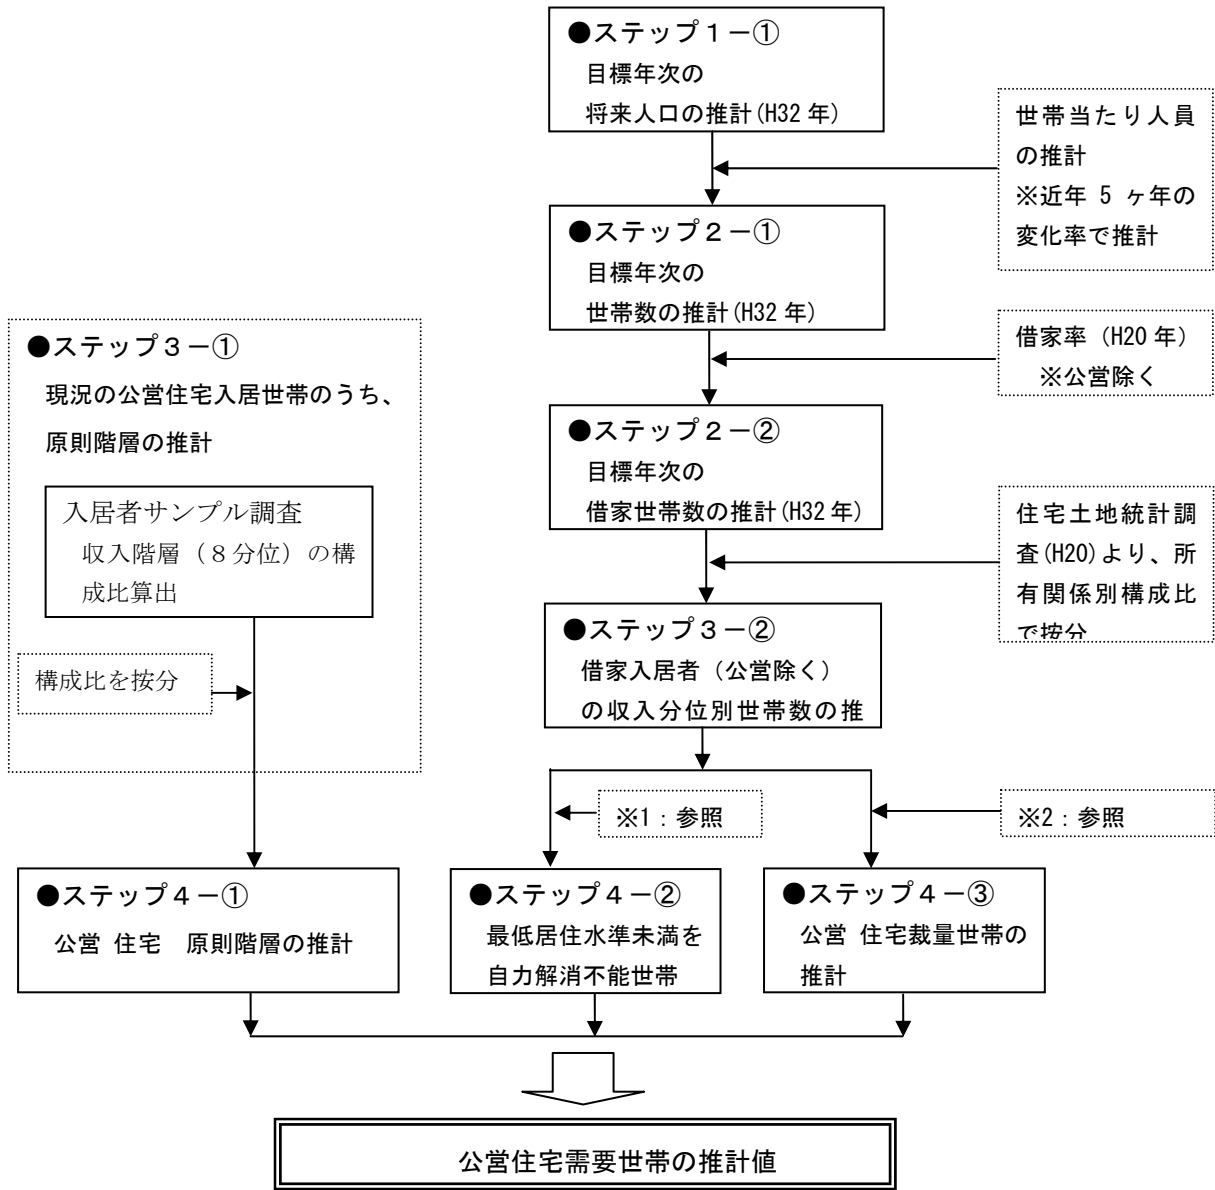 ●ステップ１－①
目標年次の
将来人口の推計(H32 年)
世帯当たり人員
の推計
※近年 5 ヶ年の
変化率で推計
●ステップ２－①
目標年次の
世帯数の推計(H32 年)
借家率（H20 年）
※公営除く
●ステップ３－①
現況の公営住宅入居世帯のうち、
原則階層の推計
入居者サンプル調査
収入階層（８分位）の構
成比算出
構成比を按分
●ステップ２－②
目標年次の
借家世帯数の推計(H32 年)
住宅土地統計調
査(H20)より、所
有関係別構成比
で按分
●ステップ３－②
借家入居者（公営除く）
の収入分位別世帯数の推
※1：参照
※2：参照
●ステップ４－①
公営 住宅　原則階層の推計
●ステップ４－②
最低居住水準未満を
自力解消不能世帯
●ステップ４－③
公営 住宅裁量世帯の
推計
公営住宅需要世帯の推計値